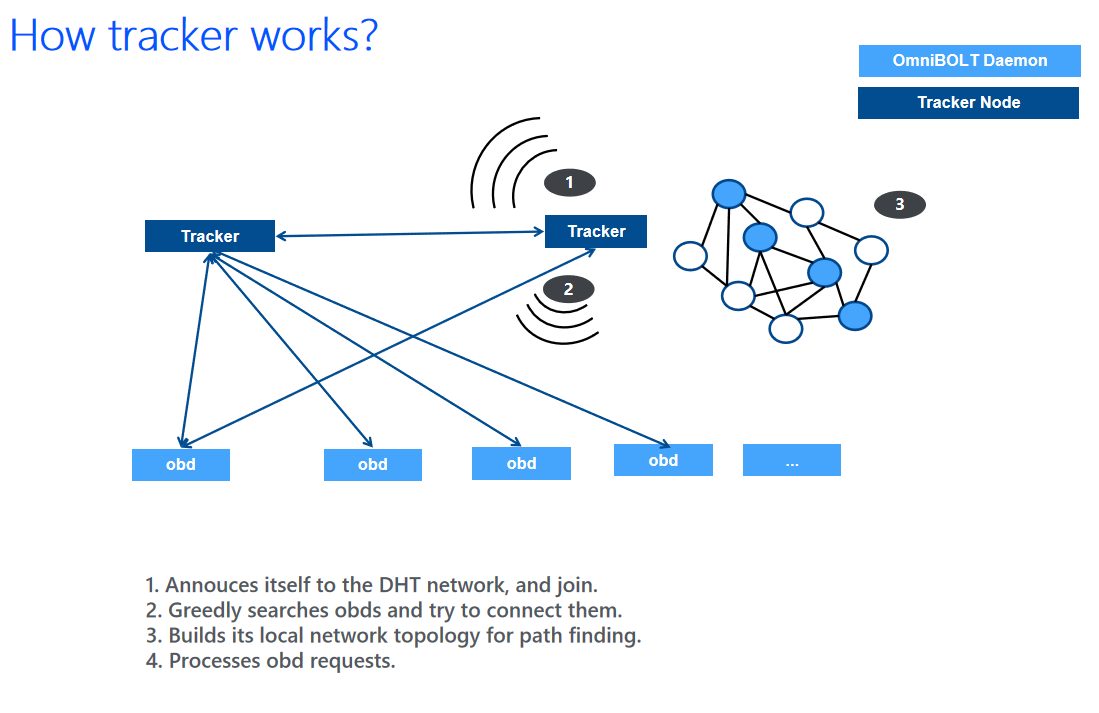 How tracker works?
OmniBOLT Daemon
Tracker Node
1
3
Tracker
Tracker
2
obd
obd
obd
obd
...
1. Annouces itself to the DHT network, and join.
2. Greedly searches obds and try to connect them.
3. Builds its local network topology for path finding.
4. Processes obd requests.